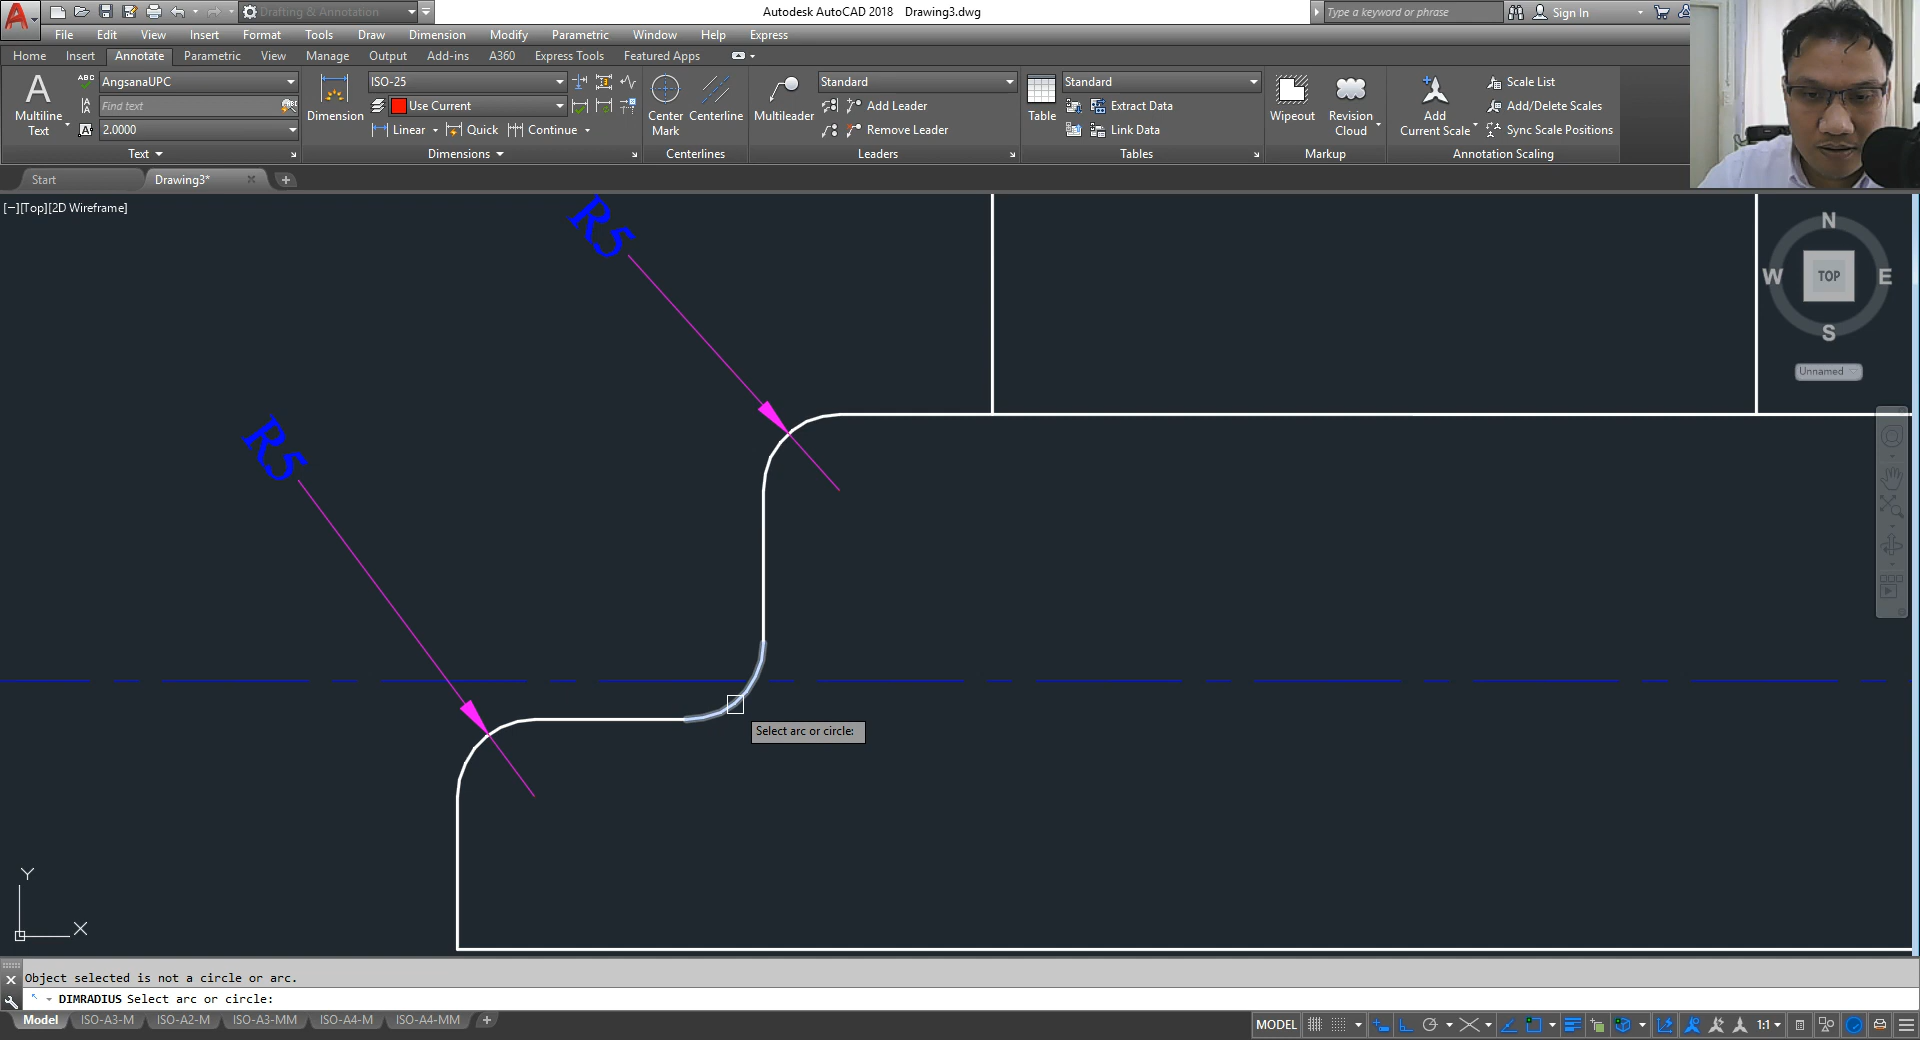 Drafting & Annotation
Autodesk AutoCAD 2018 Drawing3.dwg
Type a keyword or phrase
Sign In
File Edit View Insert Format Tools Draw Dimension Modify Parametric Window Help Express
Home Insert Annotate Parametric View Manage Output Add-ins A360 Express Tools Featured Apps
A
Multiline
Text
ABC
AngsanaUPC
Find text
2.0000
Text
Dimension
ISO-25
Use Current
Linear Quick Continue
Dimensions
Center
Mark
Centerline
Centerlines
Multileader
Standard
Add Leader
Remove Leader
Leaders
Table
Standard
Extract Data
Link Data
Tables
Wipeout
Revision
Cloud
Markup
Add
Current Scale
Scale List
Add/Delete Scales
Sync Scale Positions
Annotation Scaling
Start
Drawing3*
[−][Top][2D Wireframe]
R5
R5
N
W TOP E
S
Unnamed
Select arc or circle:
Y
X
Object selected is not a circle or arc.
DIMRADIUS Select arc or circle:
Model ISO-A3-M ISO-A2-M ISO-A3-MM ISO-A4-M ISO-A4-MM
MODEL
1:1